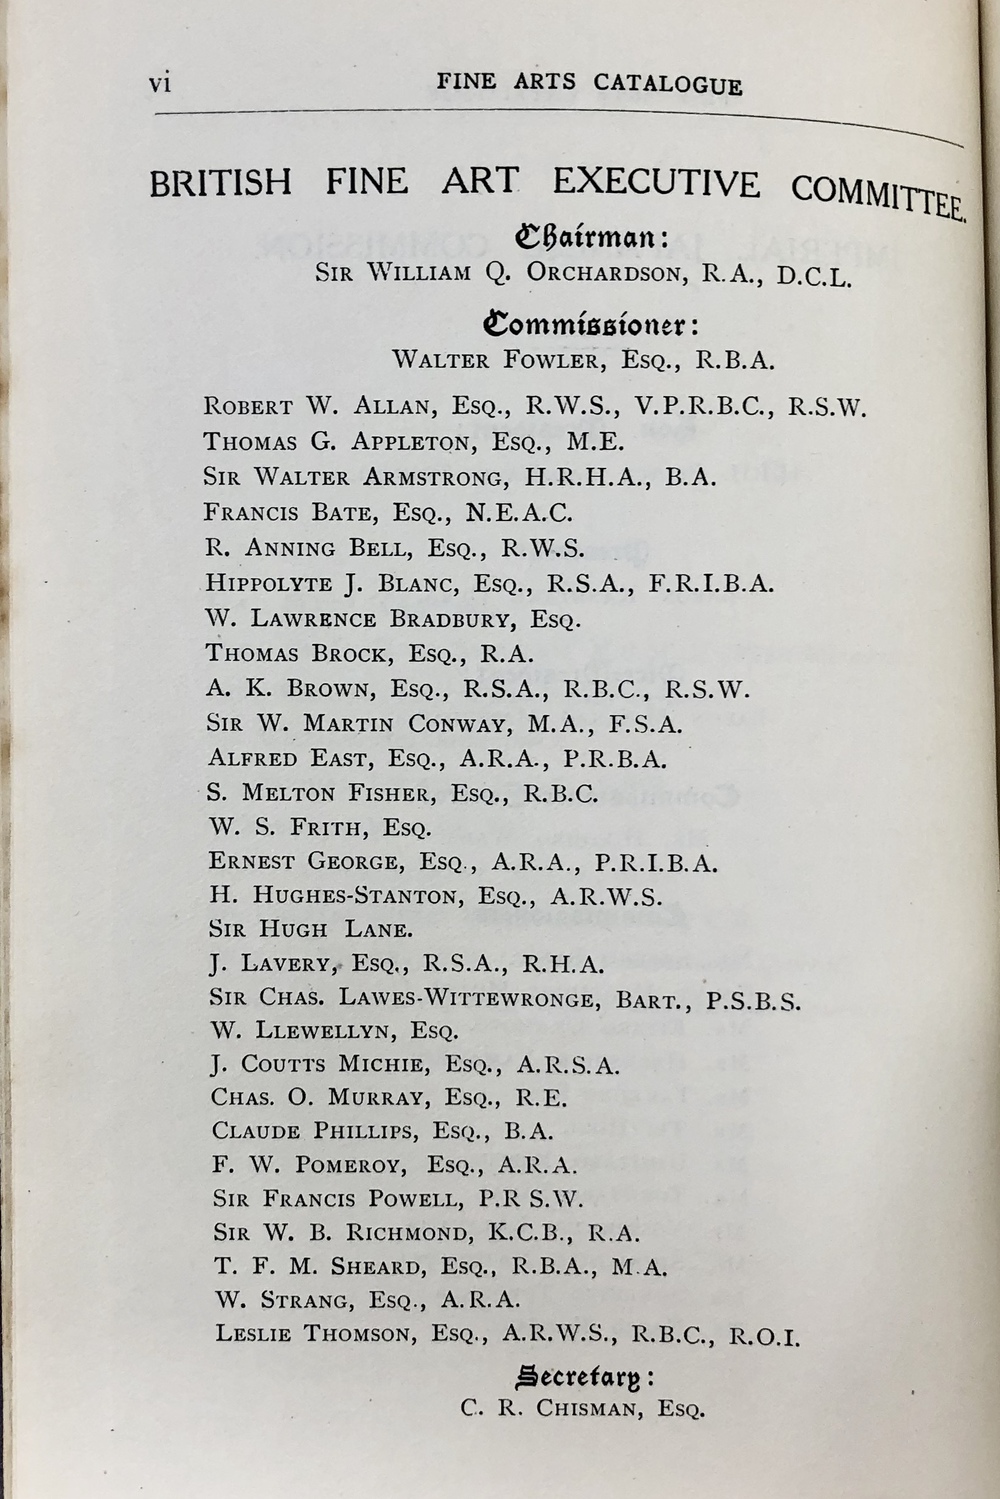 vi FINE ARTS CATALOGUE
BRITISH FINE ART EXECUTIVE COMMITTEE.
Chairman:
SIR WILLIAM Q. ORCHARDSON, R.A., D.C.L.
Commissioner:
WALTER FOWLER, ESQ., R.B.A.
ROBERT W. ALLAN, ESQ., R.W.S., V.P.R.B.C., R.S.W.
THOMAS G. APPLETON, ESQ., M.E.
SIR WALTER ARMSTRONG, H.R.H.A., B.A.
FRANCIS BATE, ESQ., N.E.A.C.
R. ANNING BELL, ESQ., R.W.S.
HIPPOLYTE J. BLANC, ESQ., R.S.A., F.R.I.B.A.
W. LAWRENCE BRADBURY, ESQ.
THOMAS BROCK, ESQ., R.A.
A. K. BROWN, ESQ., R.S.A., R.B.C., R.S.W.
SIR W. MARTIN CONWAY, M.A., F.S.A.
ALFRED EAST, ESQ., A.R.A., P.R.B.A.
S. MELTON FISHER, ESQ., R.B.C.
W. S. FRITH, ESQ.
ERNEST GEORGE, ESQ., A.R.A., P.R.I.B.A.
H. HUGHES-STANTON, ESQ., A.R.W.S.
SIR HUGH LANE.
J. LAVERY, ESQ., R.S.A., R.H.A.
SIR CHAS. LAWES-WITTEWRONGE, BART., P.S.B.S.
W. LLEWELLYN, ESQ.
J. COUTTS MICHIE, ESQ., A.R.S.A.
CHAS. O. MURRAY, ESQ., R.E.
CLAUDE PHILLIPS, ESQ., B.A.
F. W. POMEROY, ESQ., A.R.A.
SIR FRANCIS POWELL, P.R S.W.
SIR W. B. RICHMOND, K.C.B., R.A.
T. F. M. SHEARD, ESQ., R.B.A., M.A.
W. STRANG, ESQ., A.R.A.
LESLIE THOMSON, ESQ., A.R.W.S., R.B.C., R.O.I.
Secretary:
C. R. CHISMAN, ESQ.